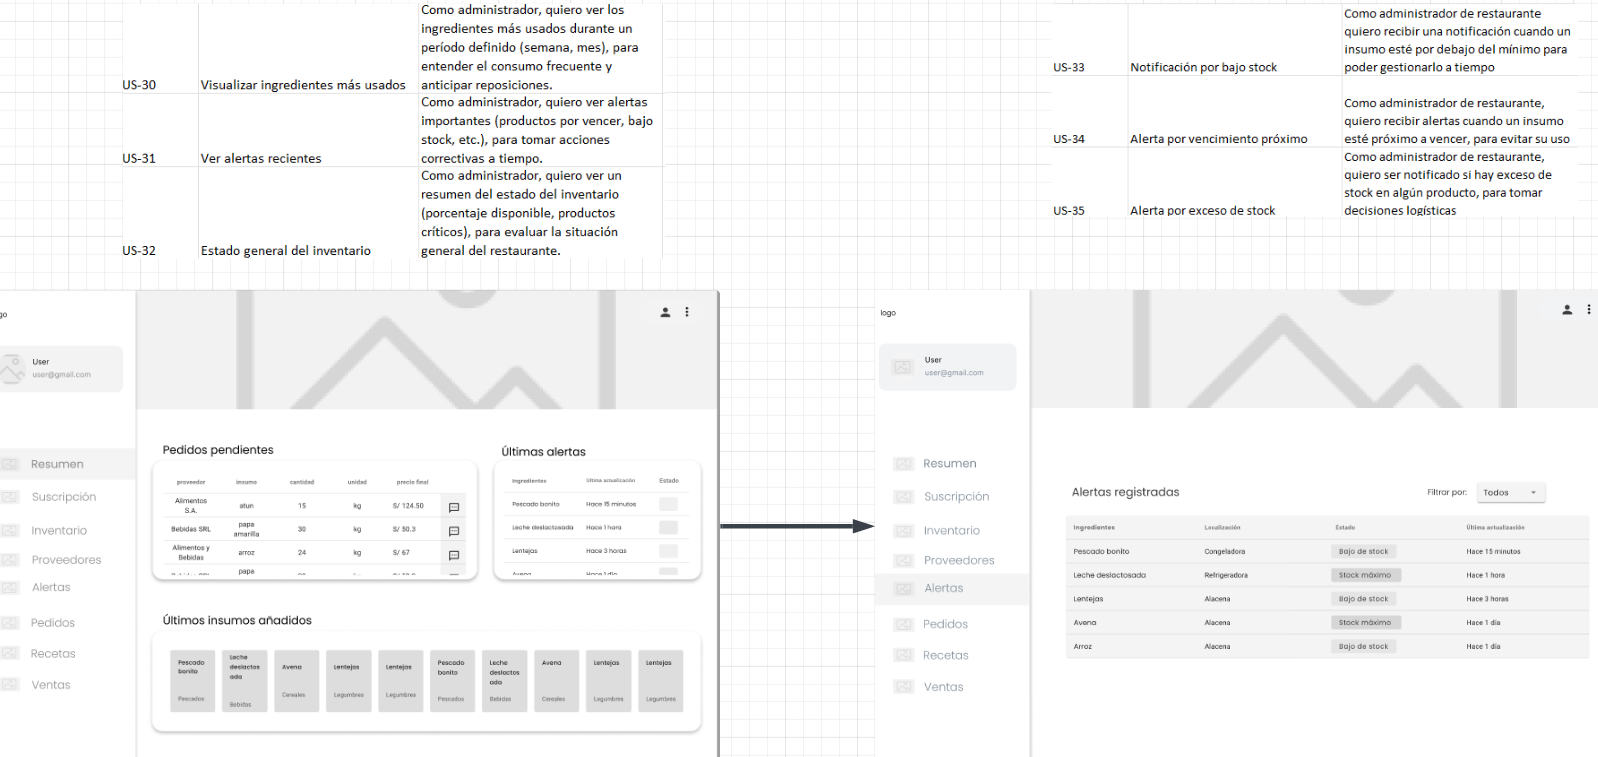 US-30
Visualizar ingredientes más usados
Como administrador, quiero ver los
ingredientes más usados durante un
período definido (semana, mes), para
entender el consumo frecuente y
anticipar reposiciones.
US-31
Ver alertas recientes
Como administrador, quiero ver alertas
importantes (productos por vencer, bajo
stock, etc.), para tomar acciones
correctivas a tiempo.
US-32
Estado general del inventario
Como administrador, quiero ver un
resumen del estado del inventario
(porcentaje disponible, productos
críticos), para evaluar la situación
general del restaurante.
US-33
Notificación por bajo stock
Como administrador de restaurante
quiero recibir una notificación cuando un
insumo esté por debajo del mínimo para
poder gestionarlo a tiempo
US-34
Alerta por vencimiento próximo
Como administrador de restaurante,
quiero recibir alertas cuando un insumo
esté próximo a vencer, para evitar su uso
US-35
Alerta por exceso de stock
Como administrador de restaurante,
quiero ser notificado si hay exceso de
stock en algún producto, para tomar
decisiones logísticas
go
User
user@gmail.com
Resumen
Suscripción
Inventario
Proveedores
Alertas
Pedidos
Recetas
Ventas
Pedidos pendientes
proveedor insumo cantidad unidad precio final
Alimentos
S.A.
atun 15 kg S/ 124.50
Bebidas SRL papa
amarilla
30 kg S/ 50.3
Alimentos y
Bebidas
arroz 24 kg S/ 67
papa
Últimas alertas
Ingredientes Ultima actualización Estado
Pescado bonito Hace 15 minutos
Leche deslactosada Hace 1 hora
Lentejas Hace 3 horas
Avena Hace 1 dia
Últimos insumos añadidos
Pescado
bonito
Pescados
Leche
deslactos
ada
Bebidas
Avena
Cereales
Lentejas
Legumbres
Lentejas
Legumbres
Pescado
bonito
Pescados
Leche
deslactos
ada
Bebidas
Avena
Cereales
Lentejas
Legumbres
Lentejas
Legumbres
logo
User
user@gmail.com
Resumen
Suscripción
Inventario
Proveedores
Alertas
Pedidos
Recetas
Ventas
Alertas registradas
Filtrar por: Todos
Ingredientes Localización Estado Última actualización
Pescado bonito Congeladora Bajo de stock Hace 15 minutos
Leche deslactosada Refrigeradora Stock máximo Hace 1 hora
Lentejas Alacena Bajo de stock Hace 3 horas
Avena Alacena Stock máximo Hace 1 día
Arroz Alacena Bajo de stock Hace 1 día